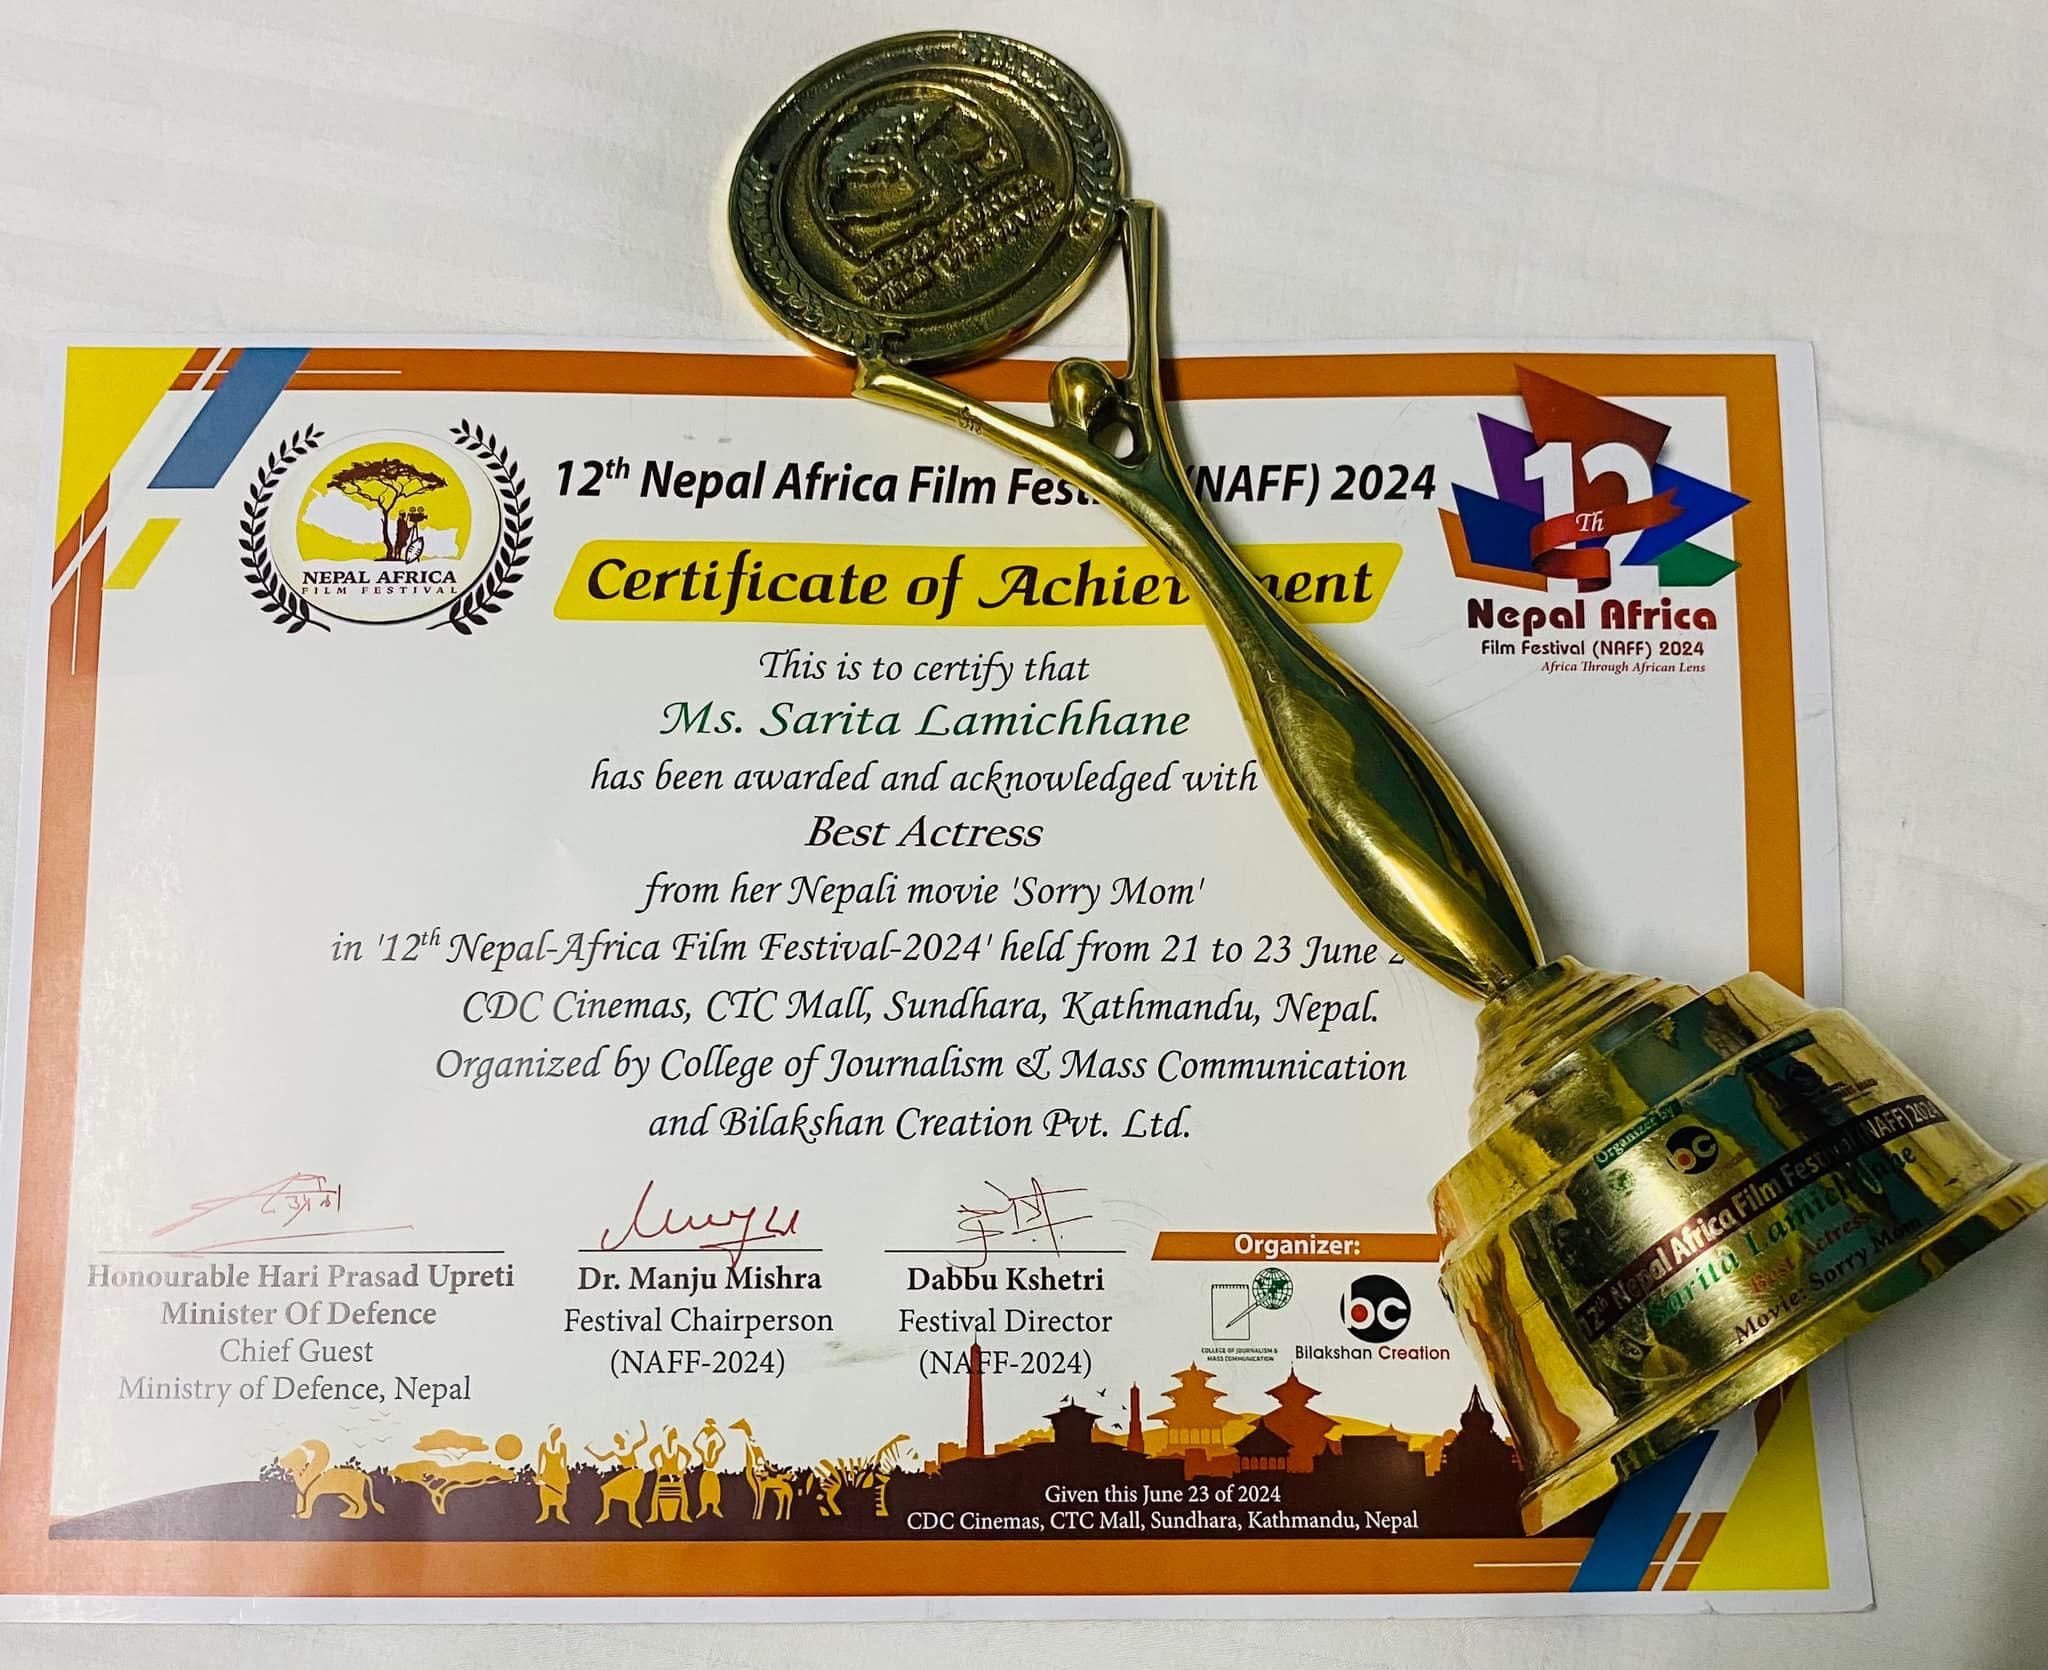 NEPAL AFRICA
FILM FESTIVAL
12th Nepal Africa Film Fest (NAFF) 2024
Certificate of Achie ment
12
Th
Nepal Africa
Film Festival (NAFF) 2024
Africa Through African Lens
This is to certify that
Ms. Sarita Lamichhane
has been awarded and acknowledged with
Best Actress
from her Nepali movie 'Sorry Mom'
in '12th Nepal-Africa Film Festival-2024' held from 21 to 23 June
CDC Cinemas, CTC Mall, Sundhara, Kathmandu, Nepal.
Organized by College of Journalism & Mass Communication
and Bilakshan Creation Pvt. Ltd.
Honourable Hari Prasad Upreti
Minister Of Defence
Chief Guest
Ministry of Defence, Nepal
Dr. Manju Mishra
Festival Chairperson
(NAFF-2024)
Dabbu Kshetri
Festival Director
(NAFF-2024)
Organizer:
COLLEGE OF JOURNALISM &
MASS COMMUNICATION
bc
Bilakshan Creation
Given this June 23 of 2024
CDC Cinemas, CTC Mall, Sundhara, Kathmandu, Nepal
NEPAL AFRICA
FILM FESTIVAL
Organizer by
bc
12th Nepal Africa Film Festival (NAFF) 2024
Sarita Lamichhane
Best Actress
Movie: Sorry Mom